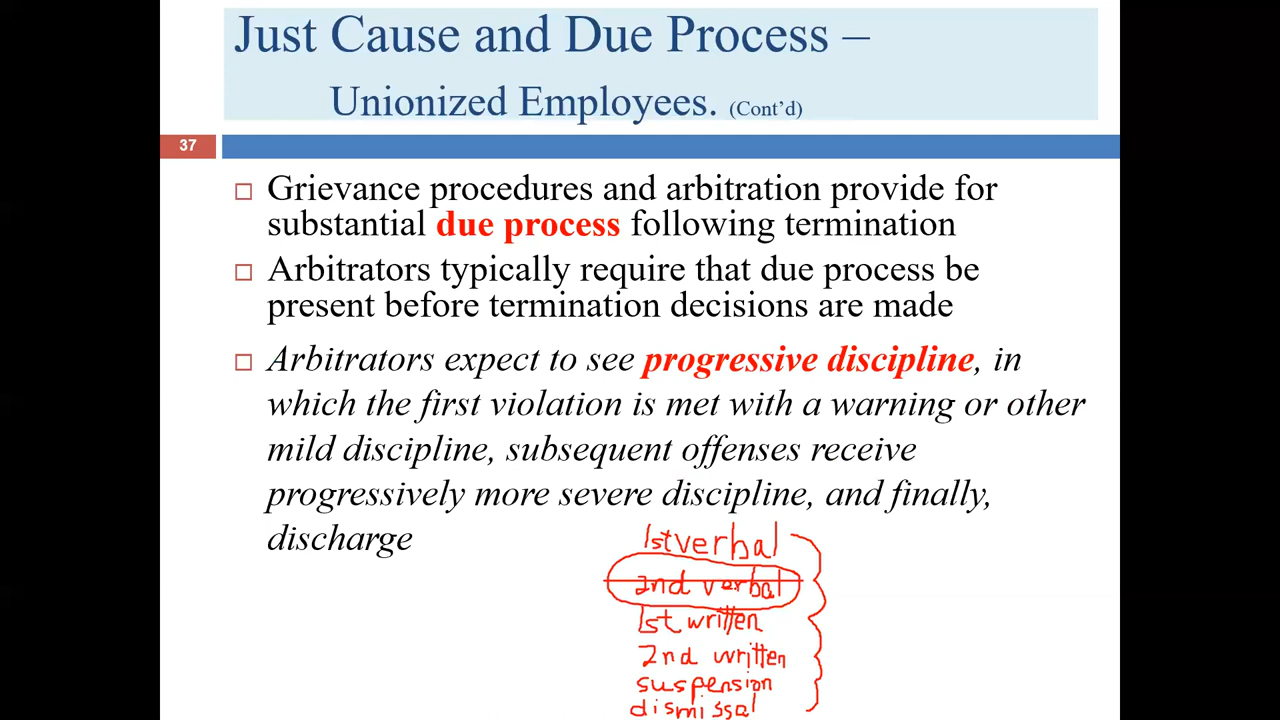 Just Cause and Due Process –
Unionized Employees. (Cont’d)
37
Grievance procedures and arbitration provide for
substantial due process following termination
Arbitrators typically require that due process be
present before termination decisions are made
Arbitrators expect to see progressive discipline, in
which the first violation is met with a warning or other
mild discipline, subsequent offenses receive
progressively more severe discipline, and finally,
discharge
1st verbal
2nd verbal
1st written
2nd written
suspension
dismissal